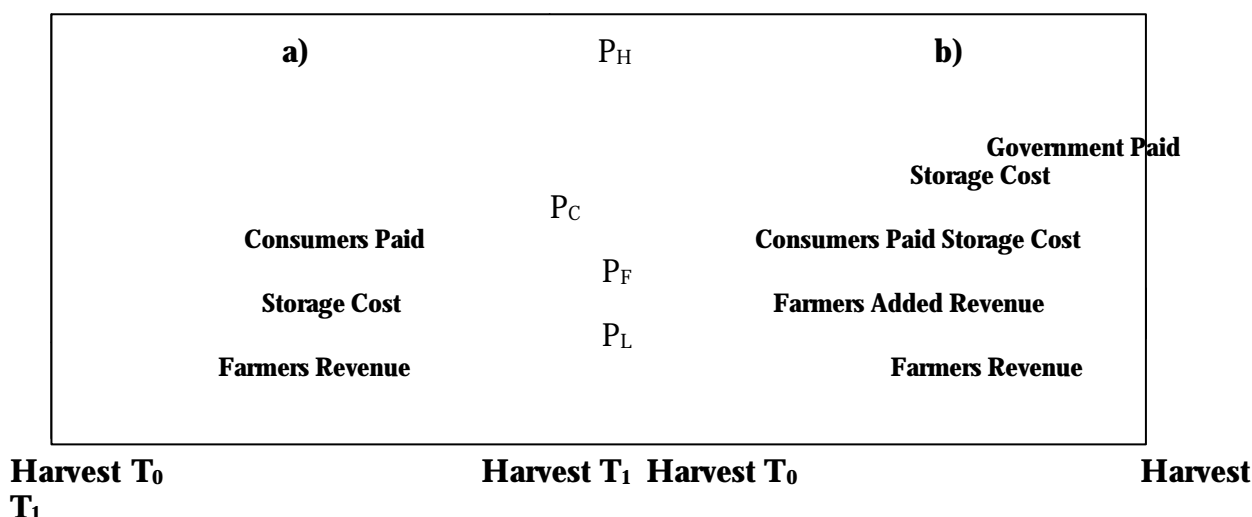 a) P_H b)
Government Paid
Storage Cost
P_C
Consumers Paid Consumers Paid Storage Cost
P_F
Storage Cost Farmers Added Revenue
P_L
Farmers Revenue Farmers Revenue
Harvest T₀ Harvest T₁ Harvest T₀ Harvest
T₁